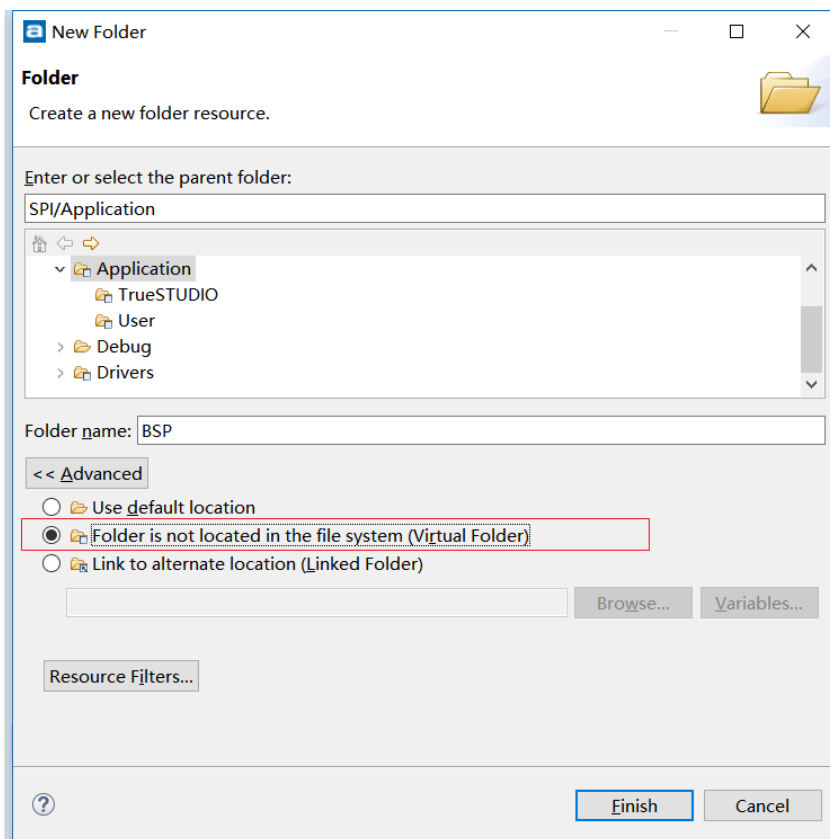 New Folder
Folder
Create a new folder resource.
Enter or select the parent folder:
SPI/Application
Application
TrueSTUDIO
User
Debug
Drivers
Folder name: BSP
<< Advanced
Use default location
Folder is not located in the file system (Virtual Folder)
Link to alternate location (Linked Folder)
Browse... Variables...
Resource Filters...
Finish Cancel